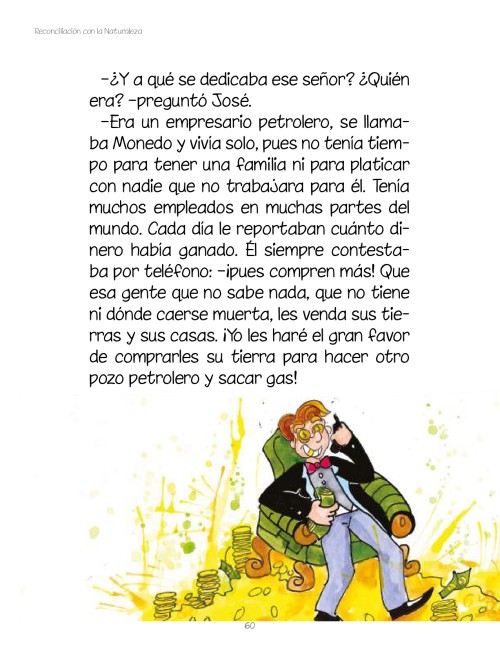 Reconciliación con la Naturaleza
–¿Y a qué se dedicaba ese señor? ¿Quién
era? –preguntó José.
–Era un empresario petrolero, se llama-
ba Monedo y vivía solo, pues no tenía tiem-
po para tener una familia ni para platicar
con nadie que no trabajara para él. Tenía
muchos empleados en muchas partes del
mundo. Cada día le reportaban cuánto di-
nero había ganado. Él siempre contesta-
ba por teléfono: –¡pues compren más! Que
esa gente que no sabe nada, que no tiene
ni dónde caerse muerta, les venda sus tie-
rras y sus casas. ¡Yo les haré el gran favor
de comprarles su tierra para hacer otro
pozo petrolero y sacar gas!
60